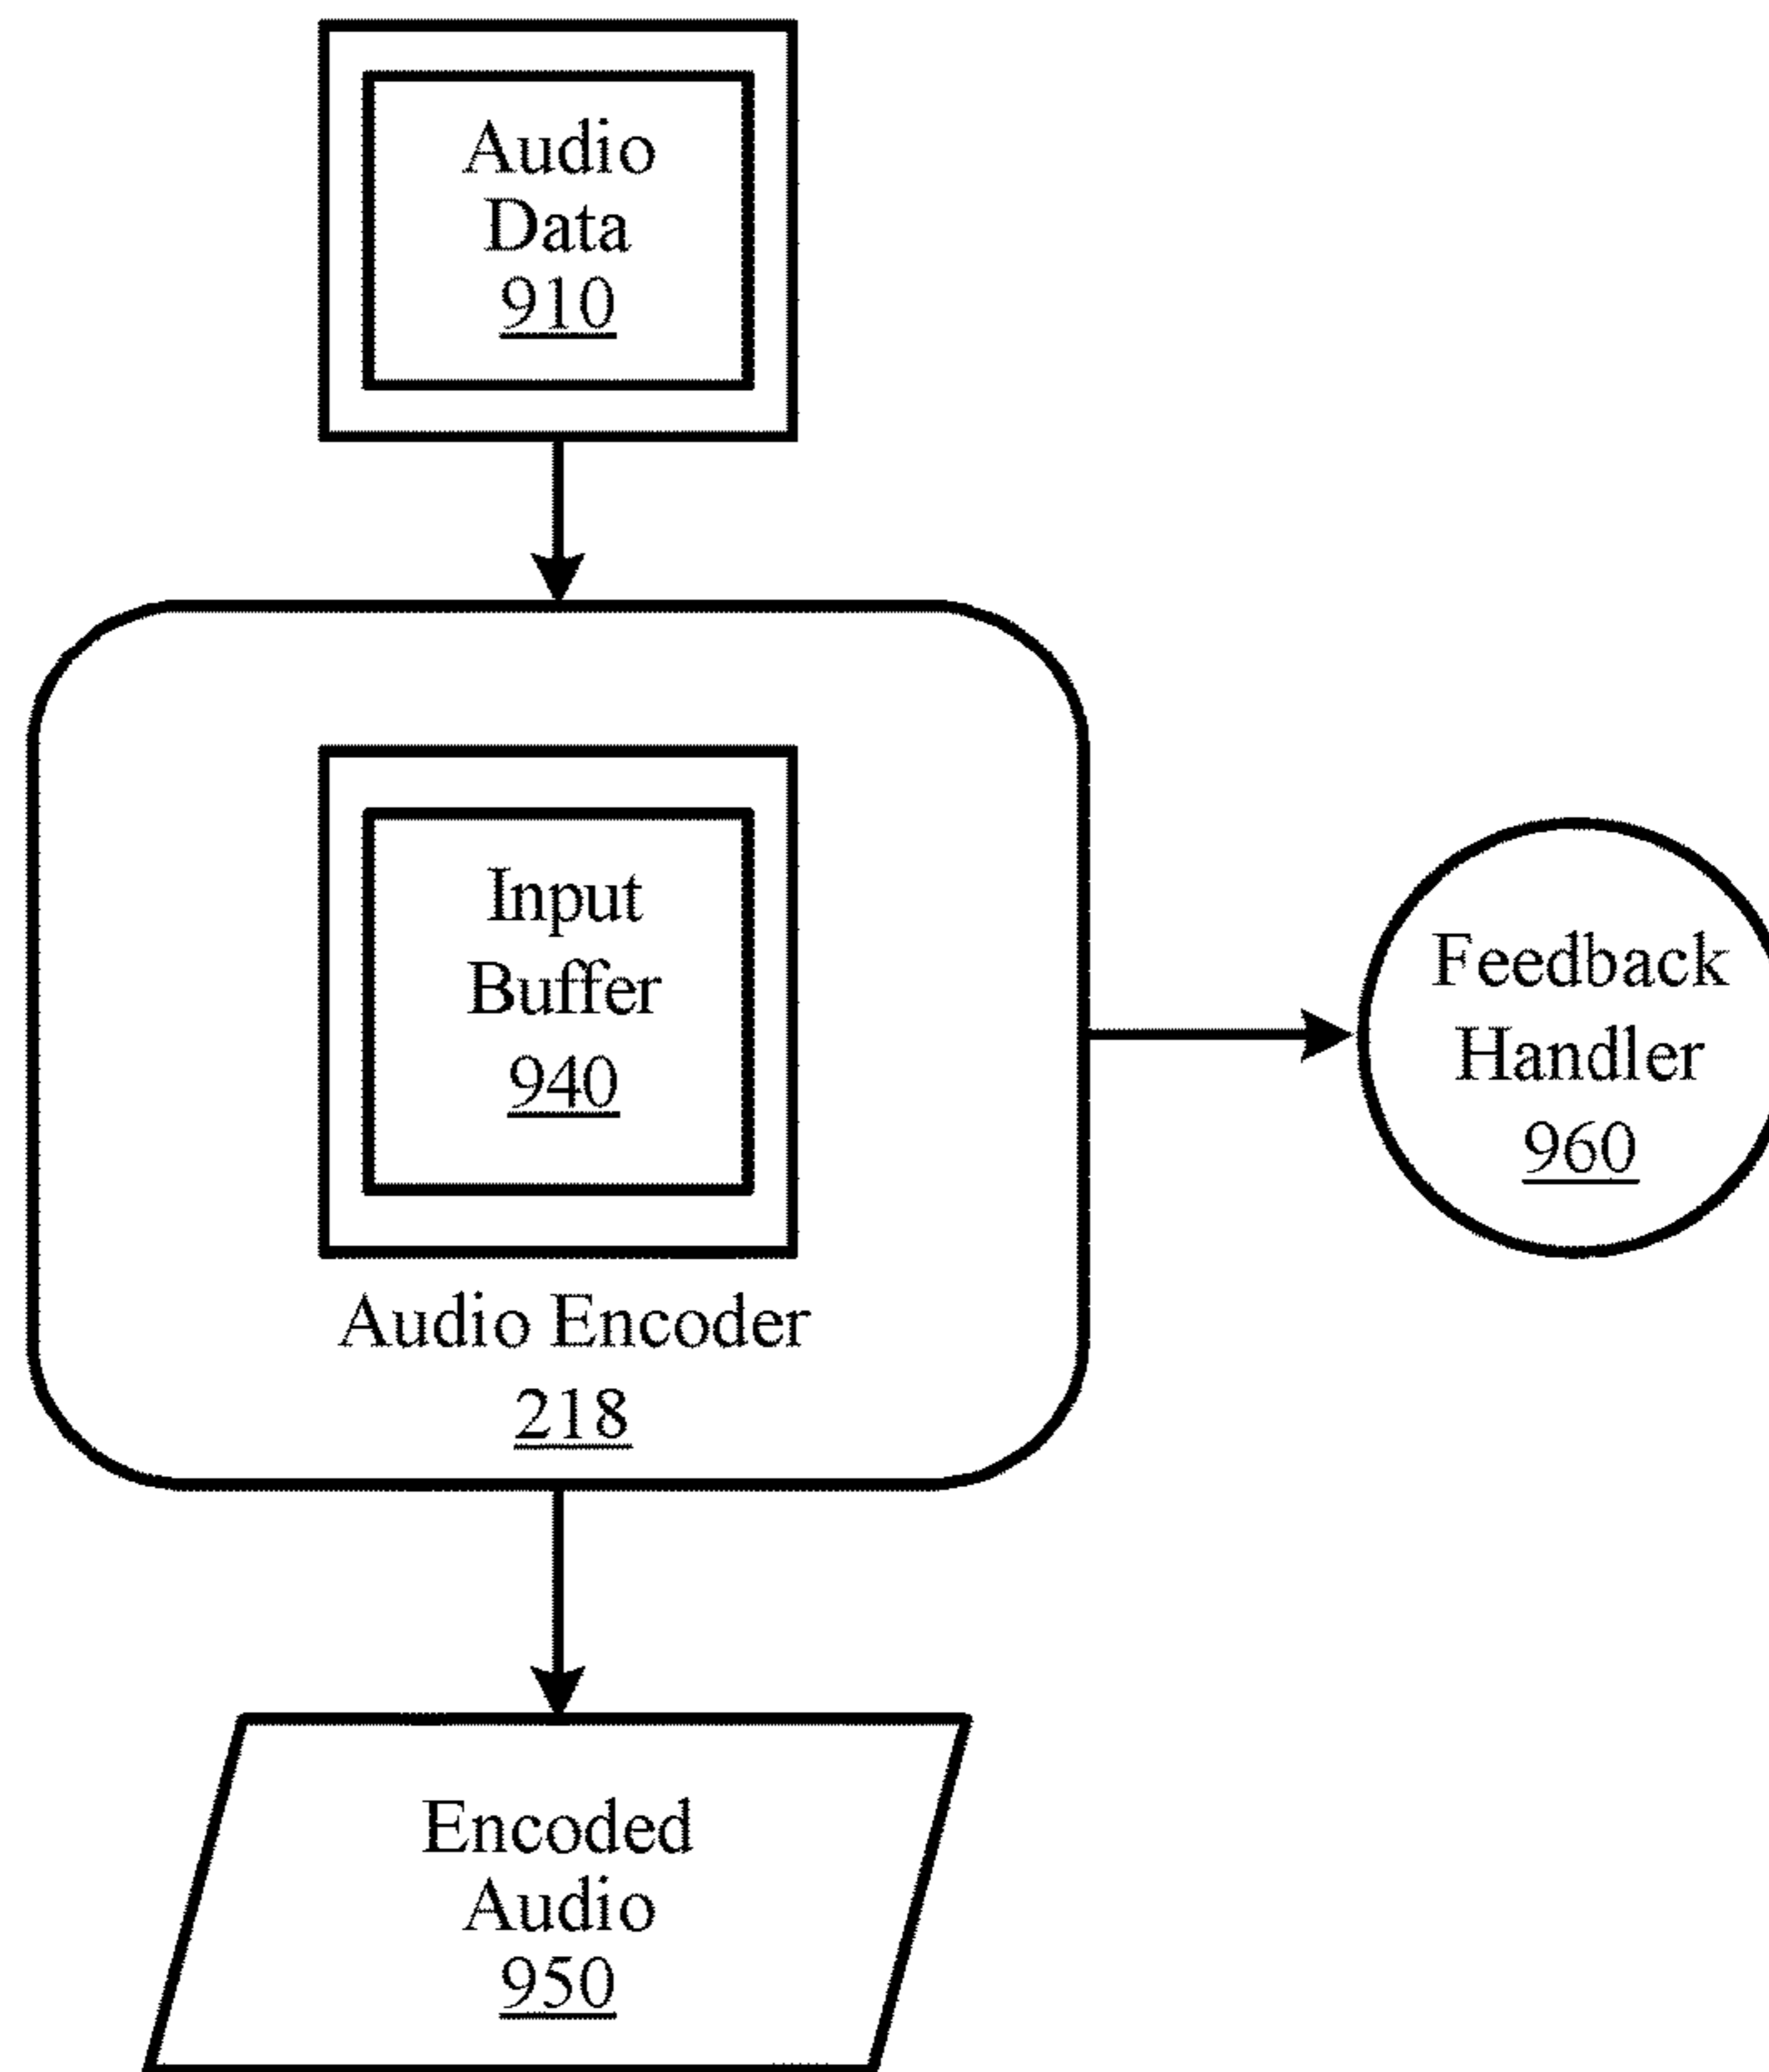 Audio
Data
910
Input
Buffer
940
Audio Encoder
218
Feedback
Handler
960
Encoded
Audio
950